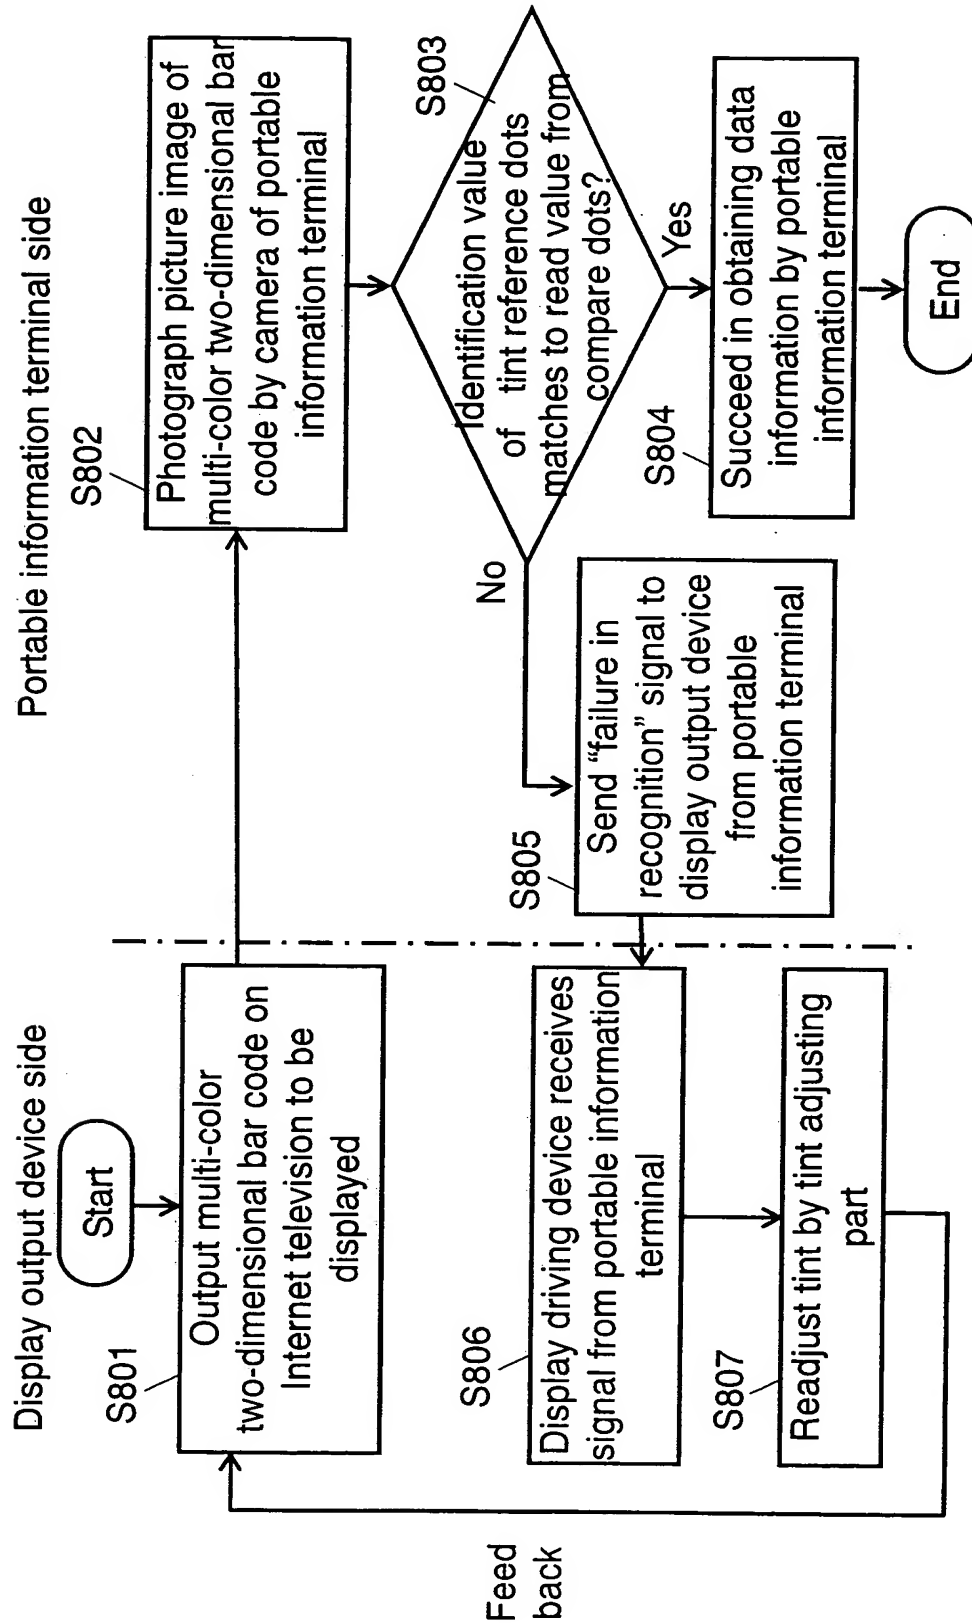 Display output device side
Portable information terminal side
Start
S801
Output multi-color
two-dimensional bar code on
Internet television to be
displayed
S802
Photograph picture image of
multi-color two-dimensional bar
code by camera of portable
information terminal
S803
Identification value
of tint reference dots
matches to read value from
compare dots?
No
Yes
S804
Succeed in obtaining data
information by portable
information terminal
End
S805
Send “failure in
recognition” signal to
display output device
from portable
information terminal
S806
Display driving device receives
signal from portable information
terminal
S807
Readjust tint by tint adjusting
part
Feed
back